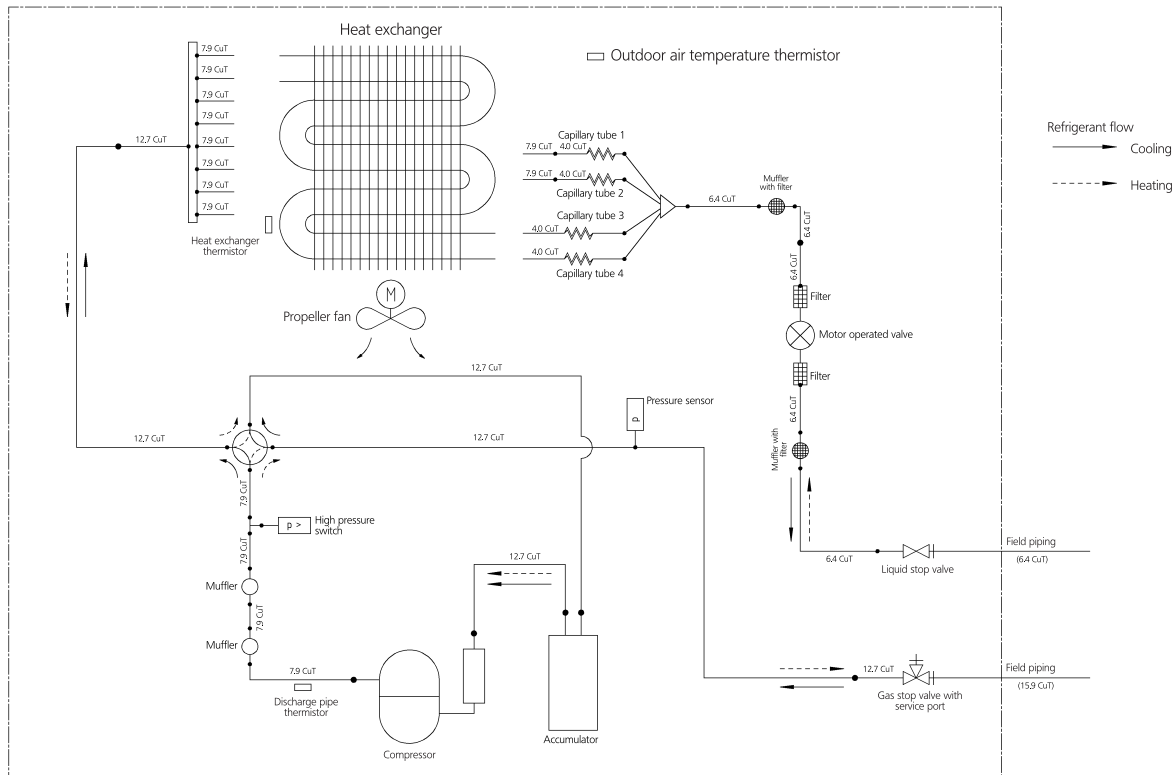 Heat exchanger
Outdoor air temperature thermistor
7.9 CuT
7.9 CuT
7.9 CuT
7.9 CuT
7.9 CuT
7.9 CuT
7.9 CuT
7.9 CuT
12.7 CuT
Heat exchanger
thermistor
Capillary tube 1
7.9 CuT 4.0 CuT
7.9 CuT 4.0 CuT
Capillary tube 2
Capillary tube 3
4.0 CuT
4.0 CuT
Capillary tube 4
6.4 CuT
Muffler
with filter
6.4 CuT
6.4 CuT
Filter
Motor operated valve
Filter
6.4 CuT
Muffler with
filter
Refrigerant flow
Cooling
Heating
M
Propeller fan
12.7 CuT
Pressure sensor
p
12.7 CuT
12.7 CuT
7.9 CuT
p >
High pressure
switch
7.9 CuT
Muffler
7.9 CuT
Muffler
7.9 CuT
Discharge pipe
thermistor
Compressor
12.7 CuT
Accumulator
6.4 CuT
Liquid stop valve
Field piping
(6.4 CuT)
12.7 CuT
Gas stop valve with
service port
Field piping
(15.9 CuT)